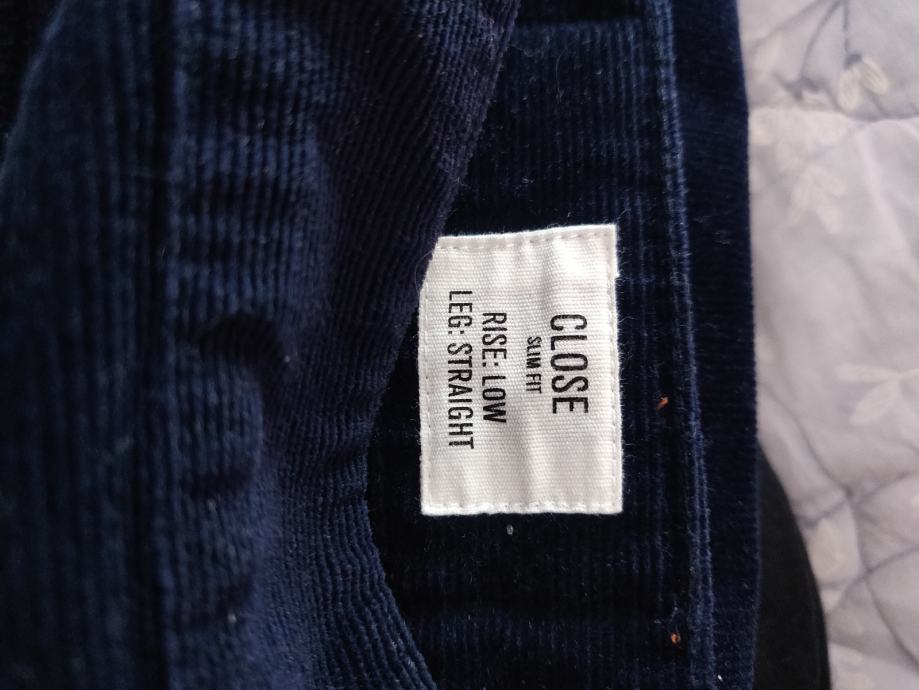 CLOSE
SLIM FIT
RISE: LOW
LEG: STRAIGHT